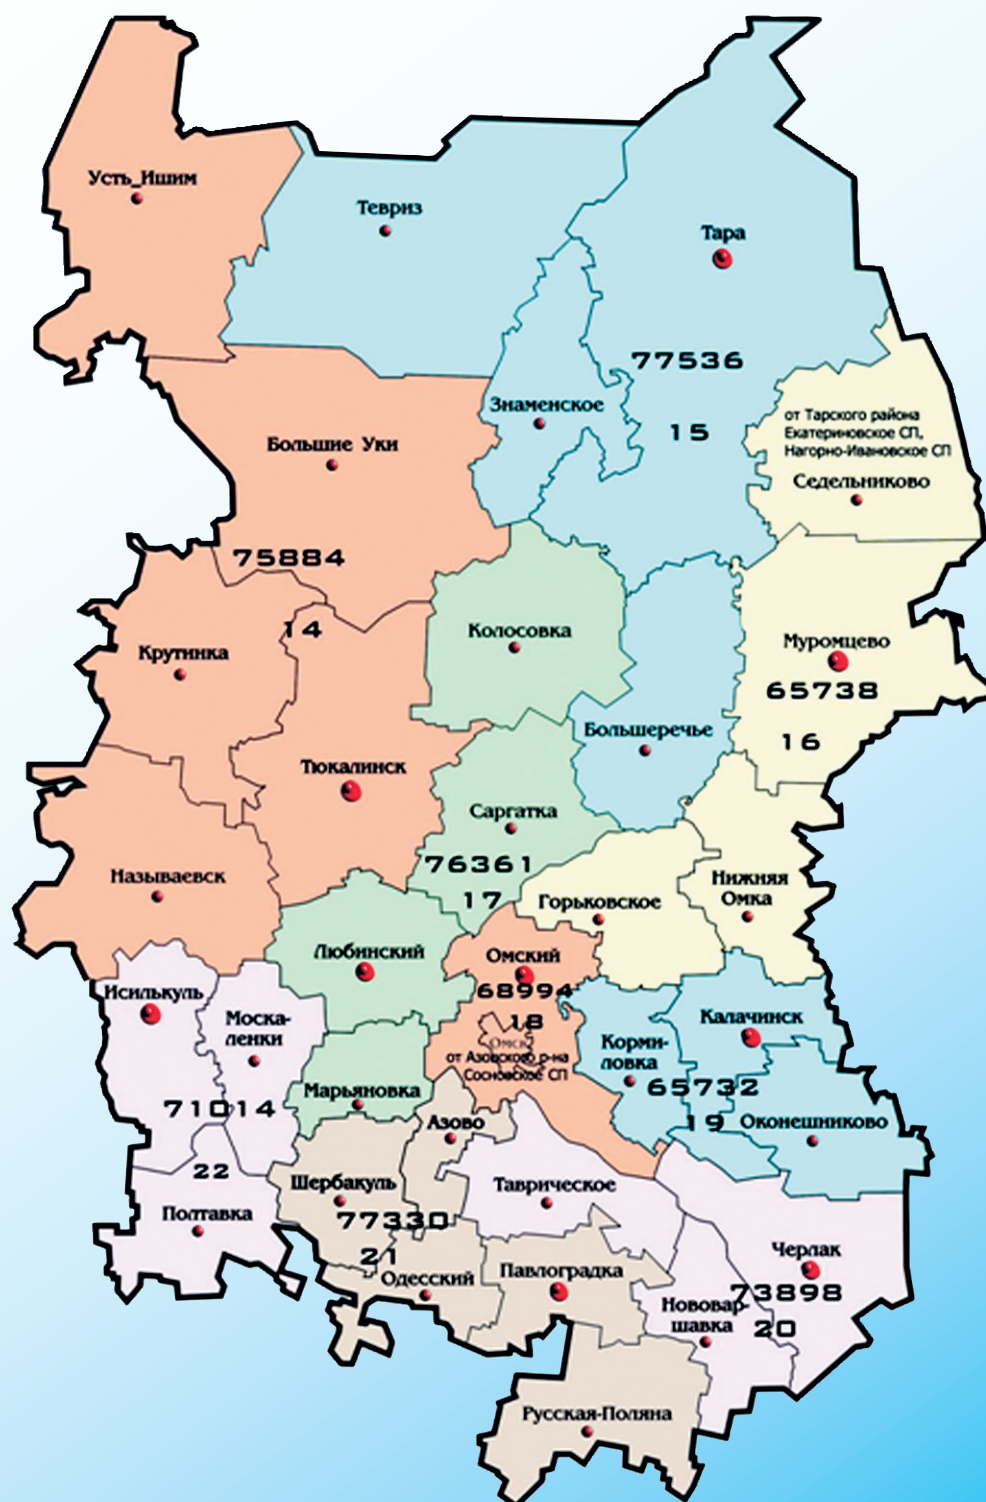 Усть_Ишим
Тевриз
Тара
77536
15
Знаменское
от Тарского района
Екатериновское СП,
Нагорно-Ивановское СП
Седельниково
Большие Уки
75884
14
Крутинка
Колосовка
Муромцево
65738
16
Большеречье
Тюкалинск
Саргатка
76361
17
Называевск
Горьковское
Нижняя
Омка
Любинский
Омский
68994
18
Омск
от Азовского р-на
Сосновское СП
Исилькуль
Моска-
ленки
71014
22
Калачинск
Корми-
ловка
65732
19
Оконешниково
Марьяновка
Азово
Шербакуль
77330
21
Таврическое
Полтавка
Одесский
Павлоградка
Черлак
73898
20
Нововар-
шавка
Русская-Поляна